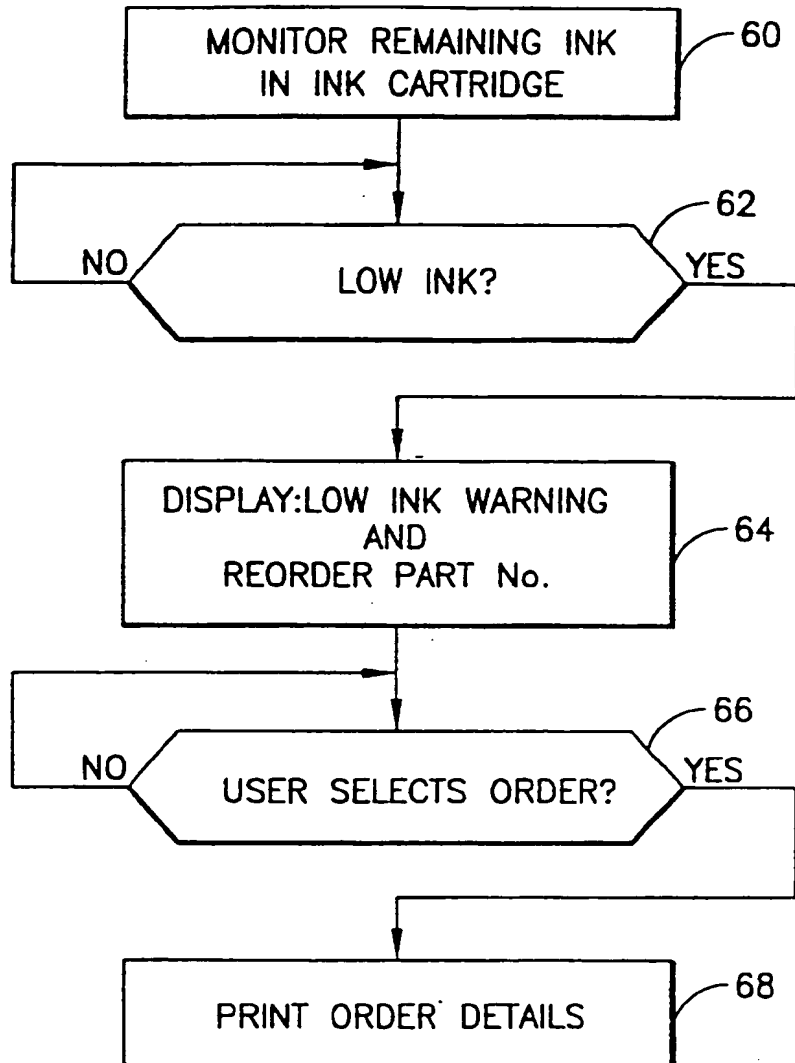 MONITOR REMAINING INK
IN INK CARTRIDGE
60
62
NO
LOW INK?
YES
DISPLAY:LOW INK WARNING
AND
REORDER PART No.
64
66
NO
USER SELECTS ORDER?
YES
PRINT ORDER DETAILS
68